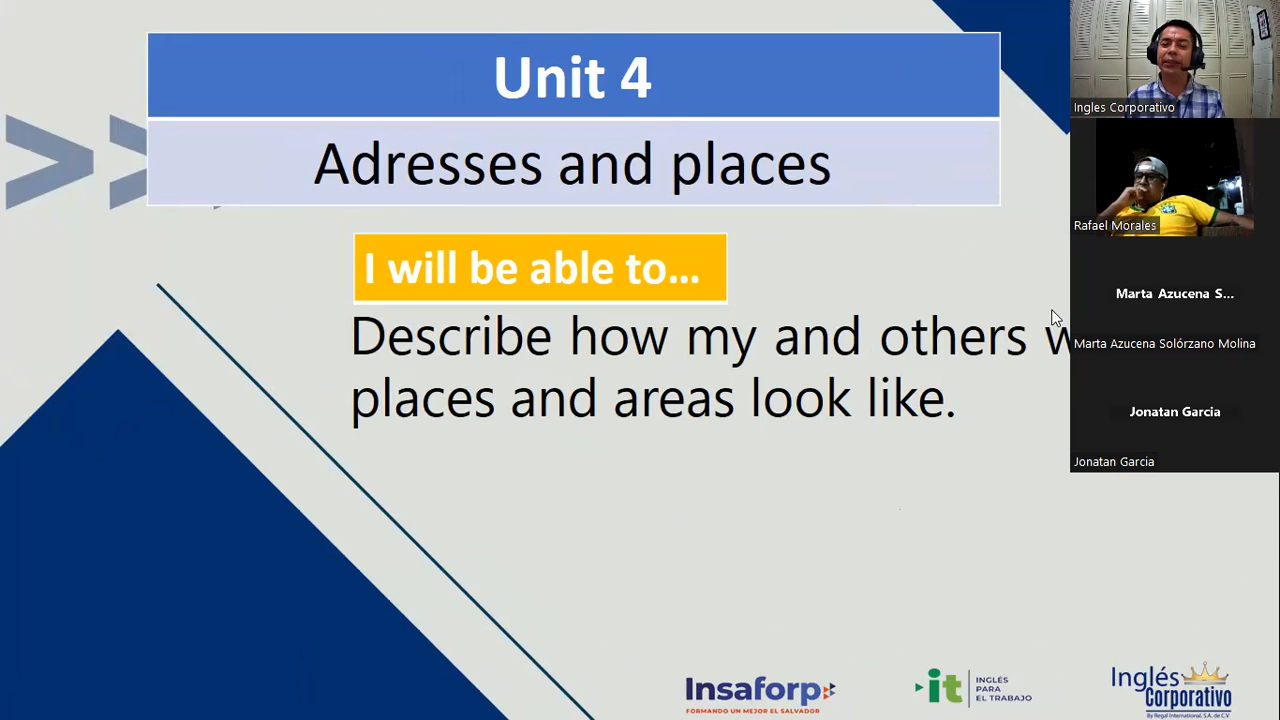 Unit 4
Adresses and places
I will be able to...
Describe how my and others w
places and areas look like.
Ingles Corporativo
Rafael Morales
Marta Azucena S...
Marta Azucena Solórzano Molina
Jonatan Garcia
Jonatan Garcia
Insaforp
FORMANDO UN MEJOR EL SALVADOR
it
INGLÉS
PARA
EL TRABAJO
Inglés
Corporativo
By Regal International, S.A. de C.V